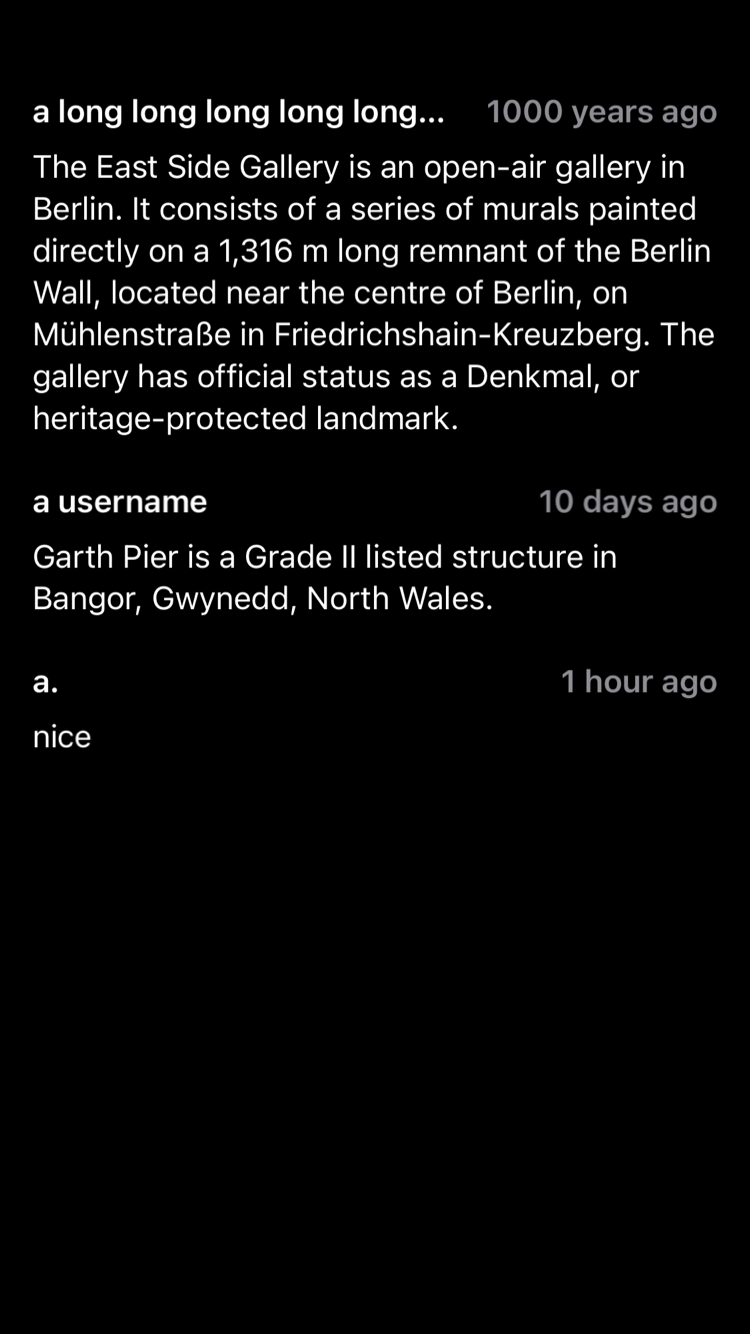 a long long long long long... 1000 years ago
The East Side Gallery is an open-air gallery in
Berlin. It consists of a series of murals painted
directly on a 1,316 m long remnant of the Berlin
Wall, located near the centre of Berlin, on
Mühlenstraße in Friedrichshain-Kreuzberg. The
gallery has official status as a Denkmal, or
heritage-protected landmark.
a username 10 days ago
Garth Pier is a Grade II listed structure in
Bangor, Gwynedd, North Wales.
a. 1 hour ago
nice